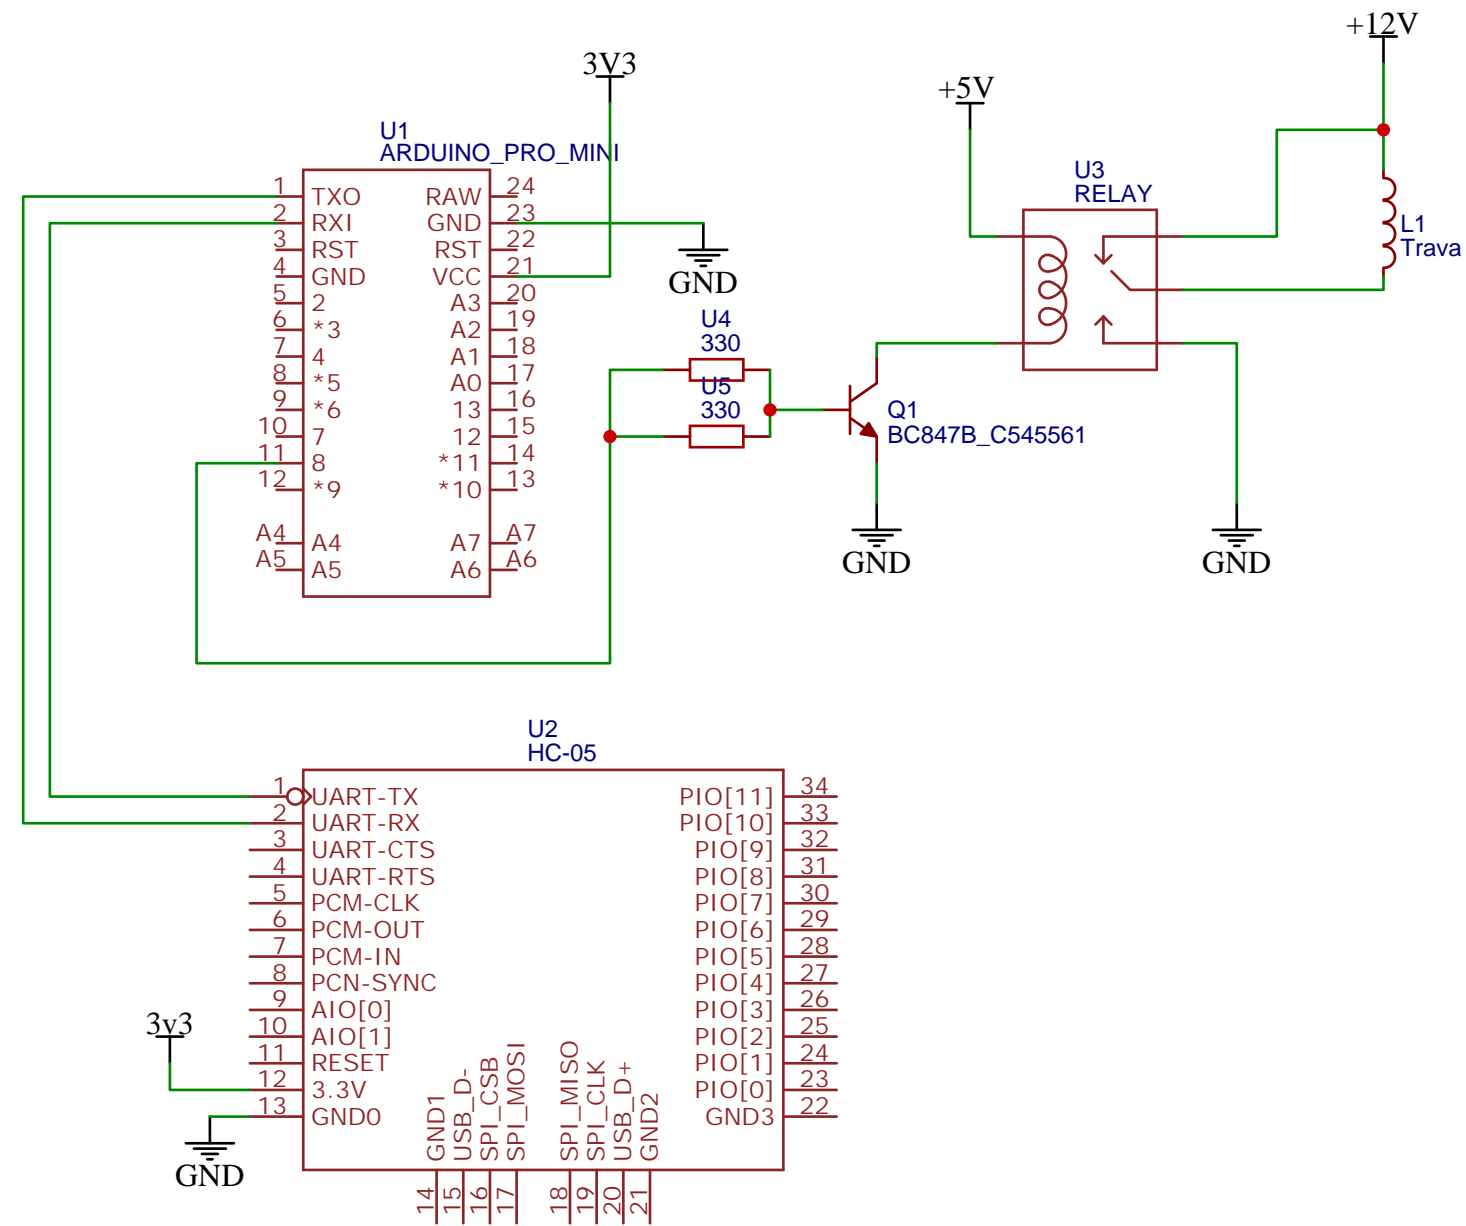 +12V
3V3
+5V
U1
ARDUINO_PRO_MINI
U3
RELAY
1 TXO RAW 24
2 RXI GND 23
3 RST RST 22
4 GND VCC 21
5 2 A3 20
6 *3 A2 19
7 4 A1 18
8 *5 A0 17
9 *6 13 16
10 7 12 15
11 8 *11 14
12 *9 *10 13
A4 A4 A7 A7
A5 A5 A6 A6
GND
L1
Trava
U4
330
U5
330
Q1
BC847B_C545561
GND
GND
U2
HC-05
1 UART-TX PIO[11] 34
2 UART-RX PIO[10] 33
3 UART-CTS PIO[9] 32
4 UART-RTS PIO[8] 31
5 PCM-CLK PIO[7] 30
6 PCM-OUT PIO[6] 29
7 PCM-IN PIO[5] 28
8 PCN-SYNC PIO[4] 27
9 AIO[0] PIO[3] 26
10 AIO[1] PIO[2] 25
11 RESET PIO[1] 24
12 3.3V PIO[0] 23
13 GND0 GND3 22
3v3
GND
GND1
USB_D-
SPI_CSB
SPI_MOSI
SPI_MISO
SPI_CLK
USB_D+
GND2
14
15
16
17
18
19
20
21